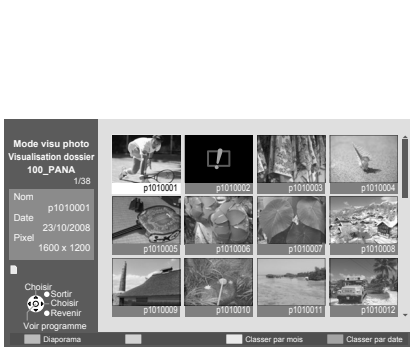 Mode visu photo
Visualisation dossier
100_PANA
1/38
Nom
p1010001
Date
23/10/2008
Pixel
1600 x 1200
Choisir
Sortir
Choisir
Revenir
Voir programme
p1010001 p1010002 p1010003 p1010004
p1010005 p1010006 p1010007 p1010008
p1010009 p1010010 p1010011 p1010012
Diaporama Classer par mois Classer par date